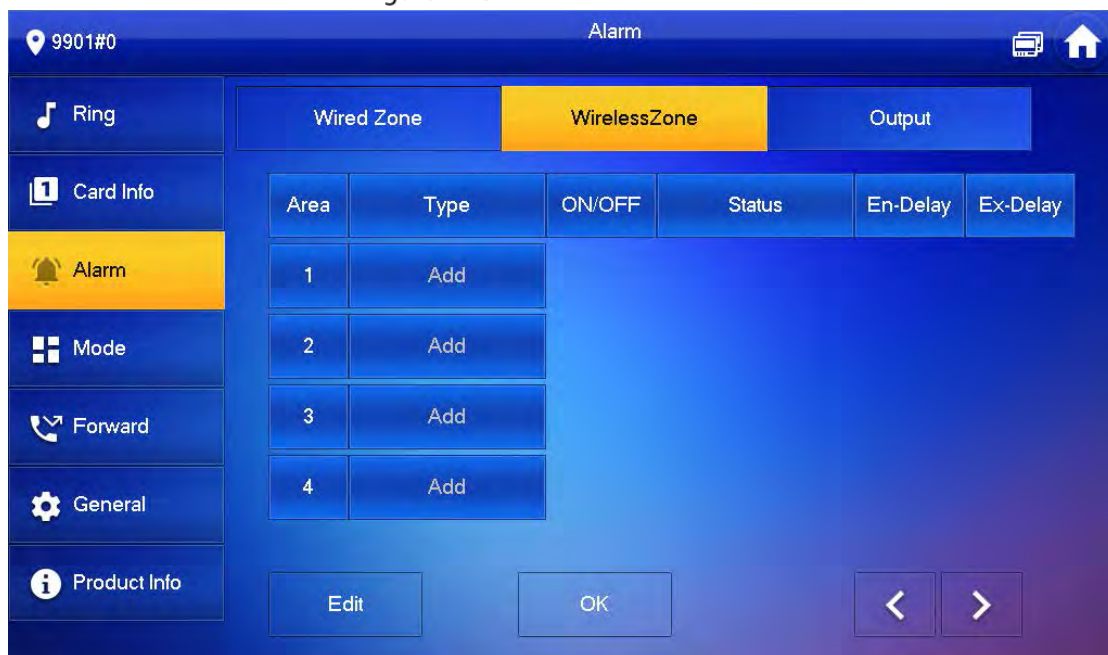 Alarm
9901#0
Ring
Wired Zone
WirelessZone
Output
Card Info
Area
Type
ON/OFF
Status
En-Delay
Ex-Delay
Alarm
1
Add
Mode
2
Add
Forward
3
Add
General
4
Add
Product Info
Edit
OK